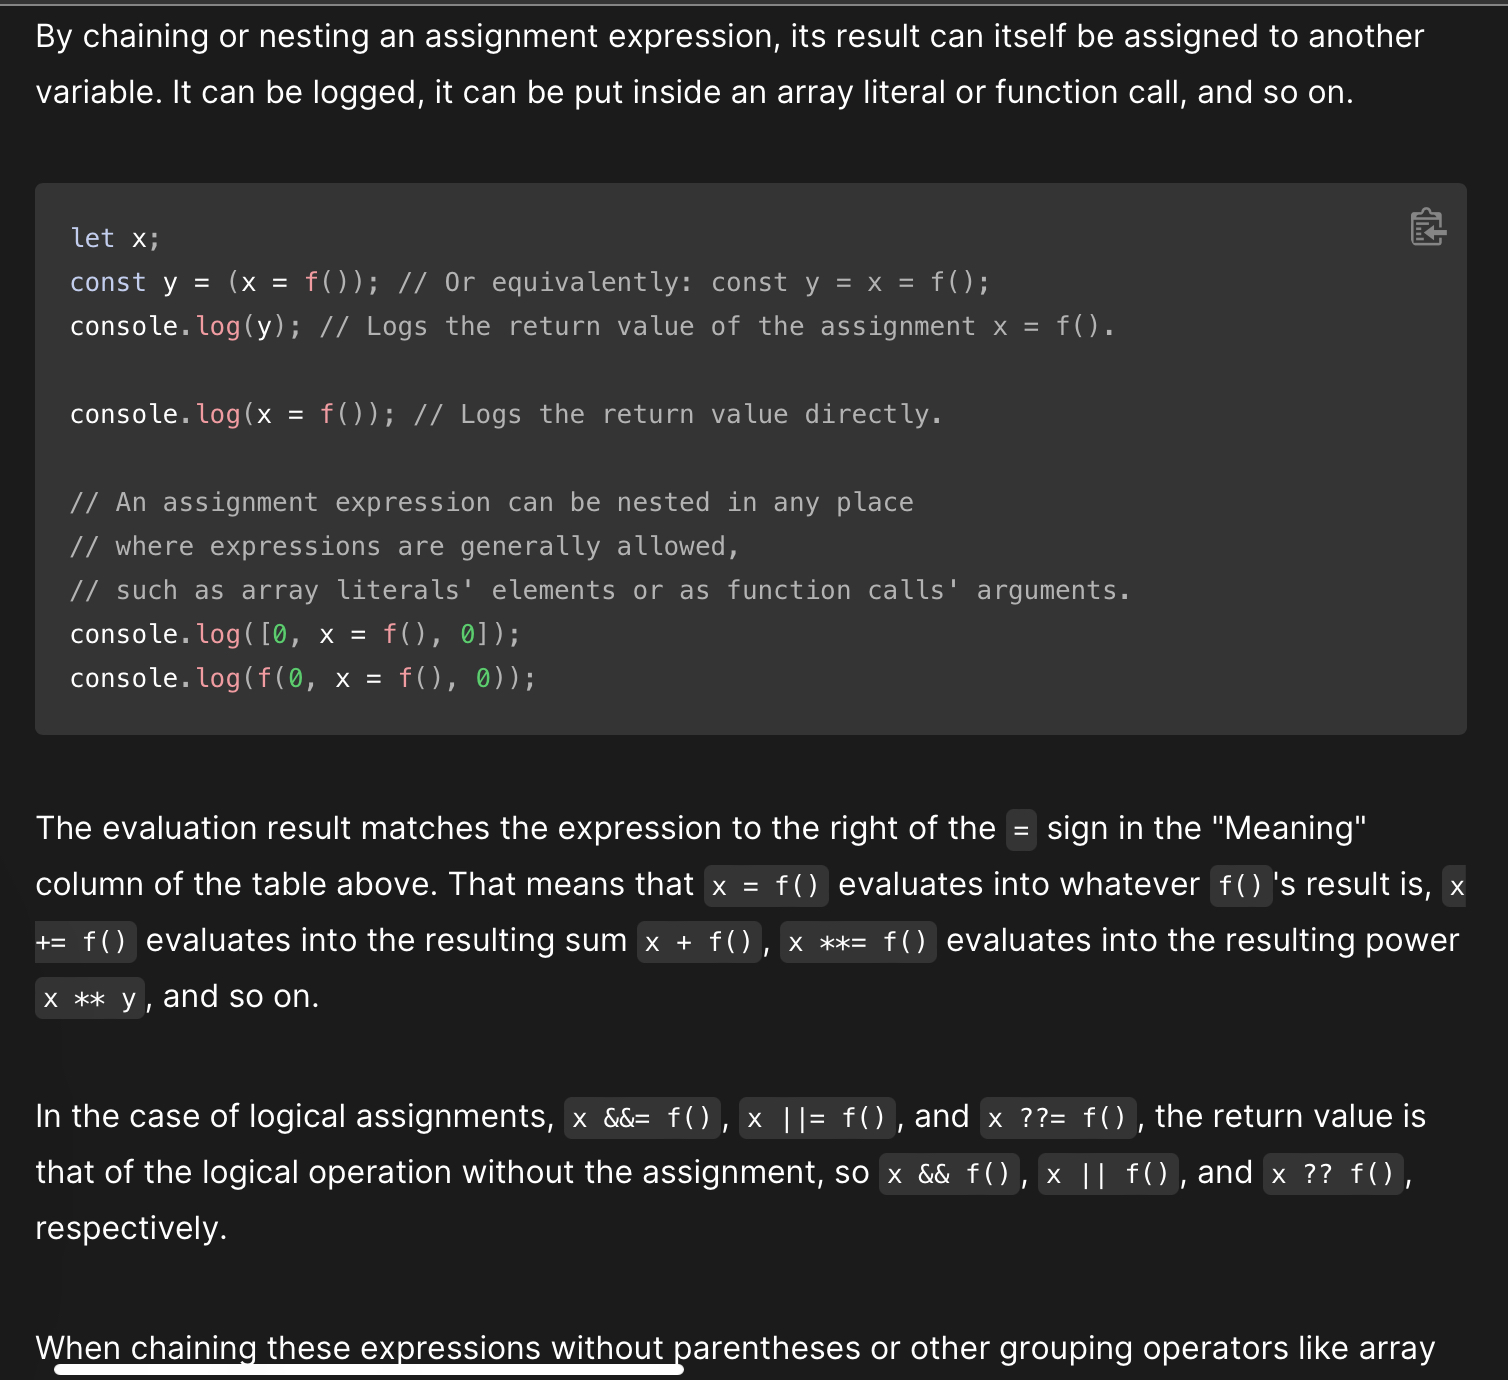 By chaining or nesting an assignment expression, its result can itself be assigned to another
variable. It can be logged, it can be put inside an array literal or function call, and so on.
let x;
const y = (x = f()); // Or equivalently: const y = x = f();
console.log(y); // Logs the return value of the assignment x = f().
console.log(x = f()); // Logs the return value directly.
// An assignment expression can be nested in any place
// where expressions are generally allowed,
// such as array literals' elements or as function calls' arguments.
console.log([0, x = f(), 0]);
console.log(f(0, x = f(), 0));
The evaluation result matches the expression to the right of the = sign in the "Meaning"
column of the table above. That means that x = f() evaluates into whatever f()'s result is, x
+= f() evaluates into the resulting sum x + f(), x **= f() evaluates into the resulting power
x ** y, and so on.
In the case of logical assignments, x &&= f(), x ||= f(), and x ??= f(), the return value is
that of the logical operation without the assignment, so x && f(), x || f(), and x ?? f(),
respectively.
When chaining these expressions without parentheses or other grouping operators like array